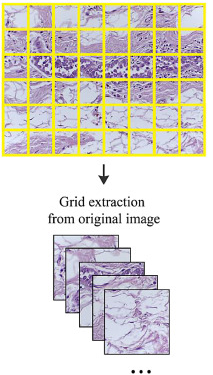 Grid extraction
from original image
...